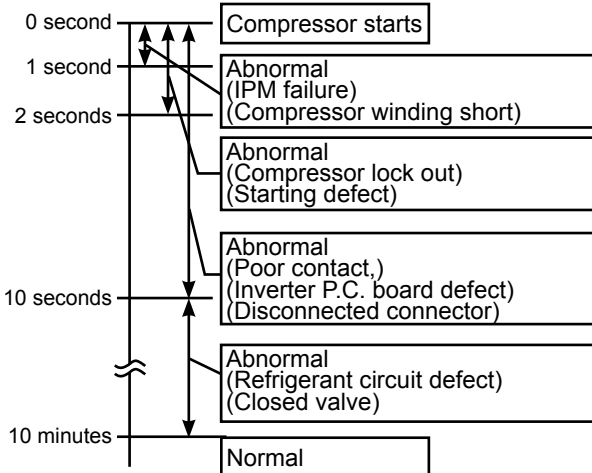 0 second
Compressor starts
1 second
Abnormal
(IPM failure)
(Compressor winding short)
2 seconds
Abnormal
(Compressor lock out)
(Starting defect)
Abnormal
(Poor contact,)
(Inverter P.C. board defect)
(Disconnected connector)
10 seconds
Abnormal
(Refrigerant circuit defect)
(Closed valve)
10 minutes
Normal